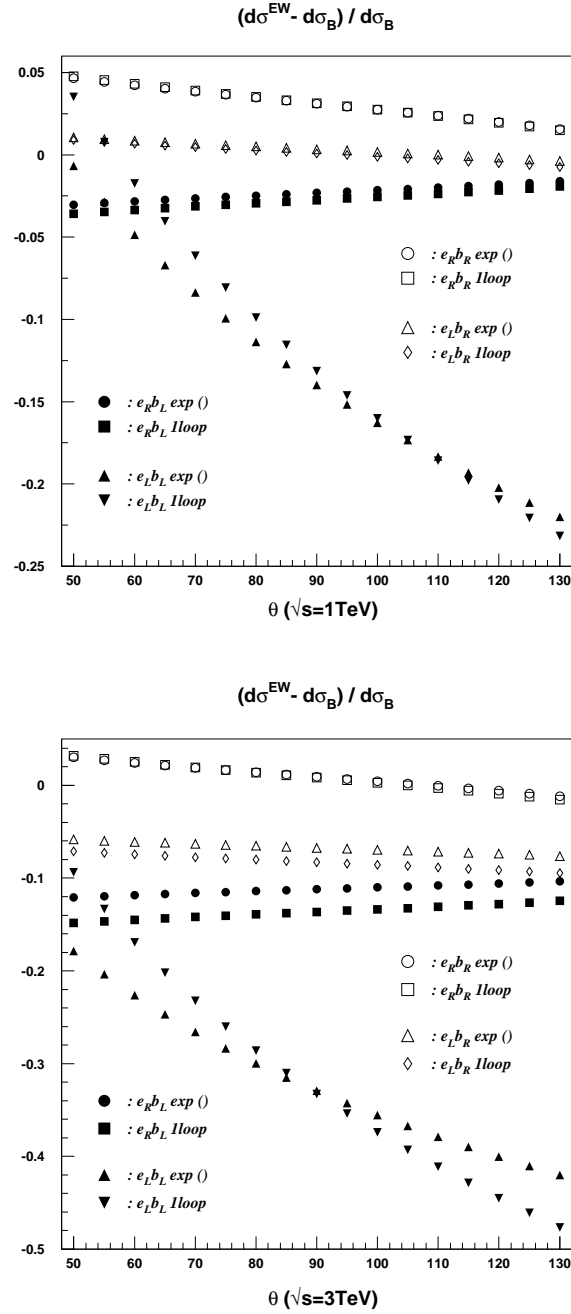 (dσ^EW- dσ_B) / dσ_B
0.05
0
-0.05
-0.1
-0.15
-0.2
-0.25
: e_R b_R exp ()
: e_R b_R 1loop
: e_L b_R exp ()
: e_L b_R 1loop
: e_R b_L exp ()
: e_R b_L 1loop
: e_L b_L exp ()
: e_L b_L 1loop
50 60 70 80 90 100 110 120 130
θ (√s=1TeV)
(dσ^EW- dσ_B) / dσ_B
0
-0.1
-0.2
-0.3
-0.4
-0.5
: e_R b_R exp ()
: e_R b_R 1loop
: e_L b_R exp ()
: e_L b_R 1loop
: e_R b_L exp ()
: e_R b_L 1loop
: e_L b_L exp ()
: e_L b_L 1loop
50 60 70 80 90 100 110 120 130
θ (√s=3TeV)